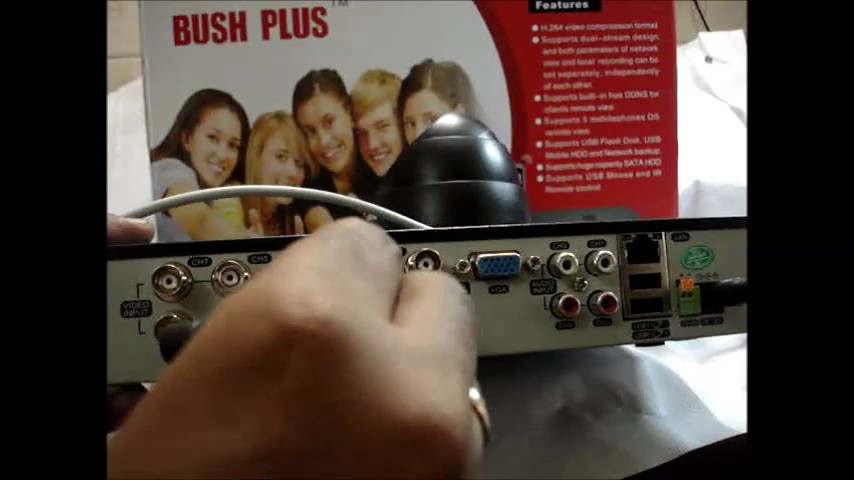 BUSH PLUS™
Features
H.264 video compression format
Supports dual-stream design,
and both parameters of network
view and local recording can be
set separately, independently
of each other.
Supports built-in free DDNS for
clients remote view
Supports 5 mobilephones OS
remote view.
Supports USB Flash Disk, USB
Mobile HDD and Network backup.
Supports huge capacity SATA HDD
Supports USB Mouse and IR
Remote control
CH7
CH5
VIDEO
INPUT
VGA
AUDIO
INPUT
CH3
CH1
LAN